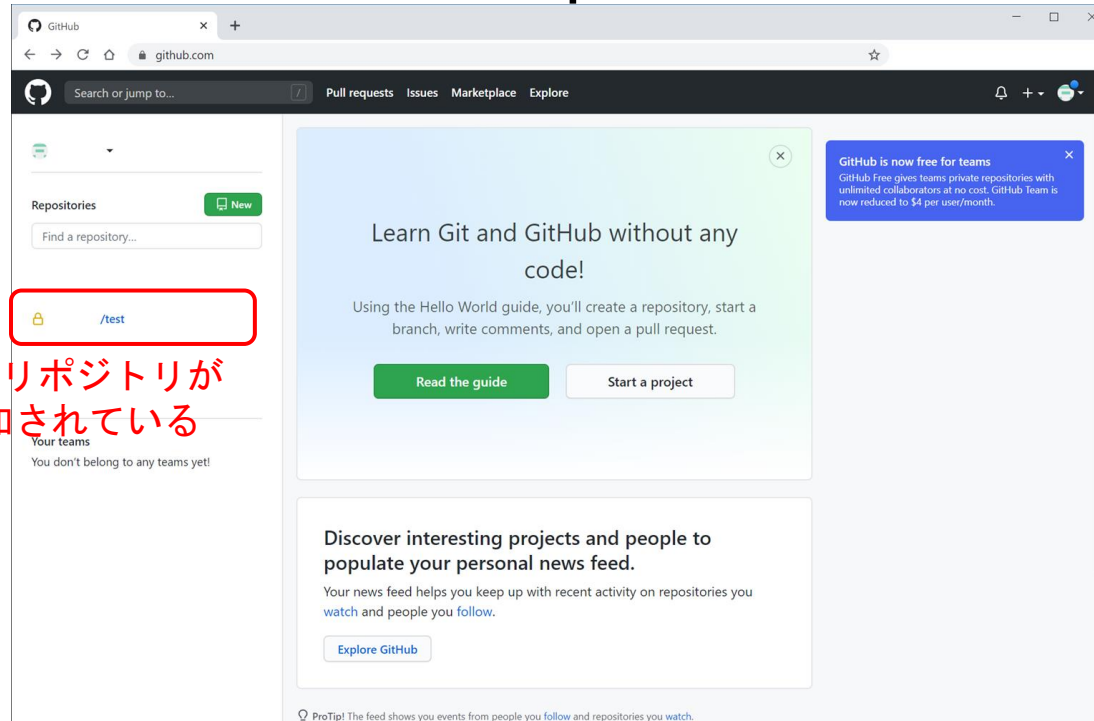 GitHub
github.com
Search or jump to...
/
Pull requests Issues Marketplace Explore
Repositories
New
Find a repository...
/test
リポジトリが
されている
Your teams
You don't belong to any teams yet!
Learn Git and GitHub without any
code!
Using the Hello World guide, you'll create a repository, start a
branch, write comments, and open a pull request.
Read the guide
Start a project
Discover interesting projects and people to
populate your personal news feed.
Your news feed helps you keep up with recent activity on repositories you
watch and people you follow.
Explore GitHub
ProTip! The feed shows you events from people you follow and repositories you watch.
GitHub is now free for teams
GitHub Free gives teams private repositories with
unlimited collaborators at no cost. GitHub Team is
now reduced to $4 per user/month.